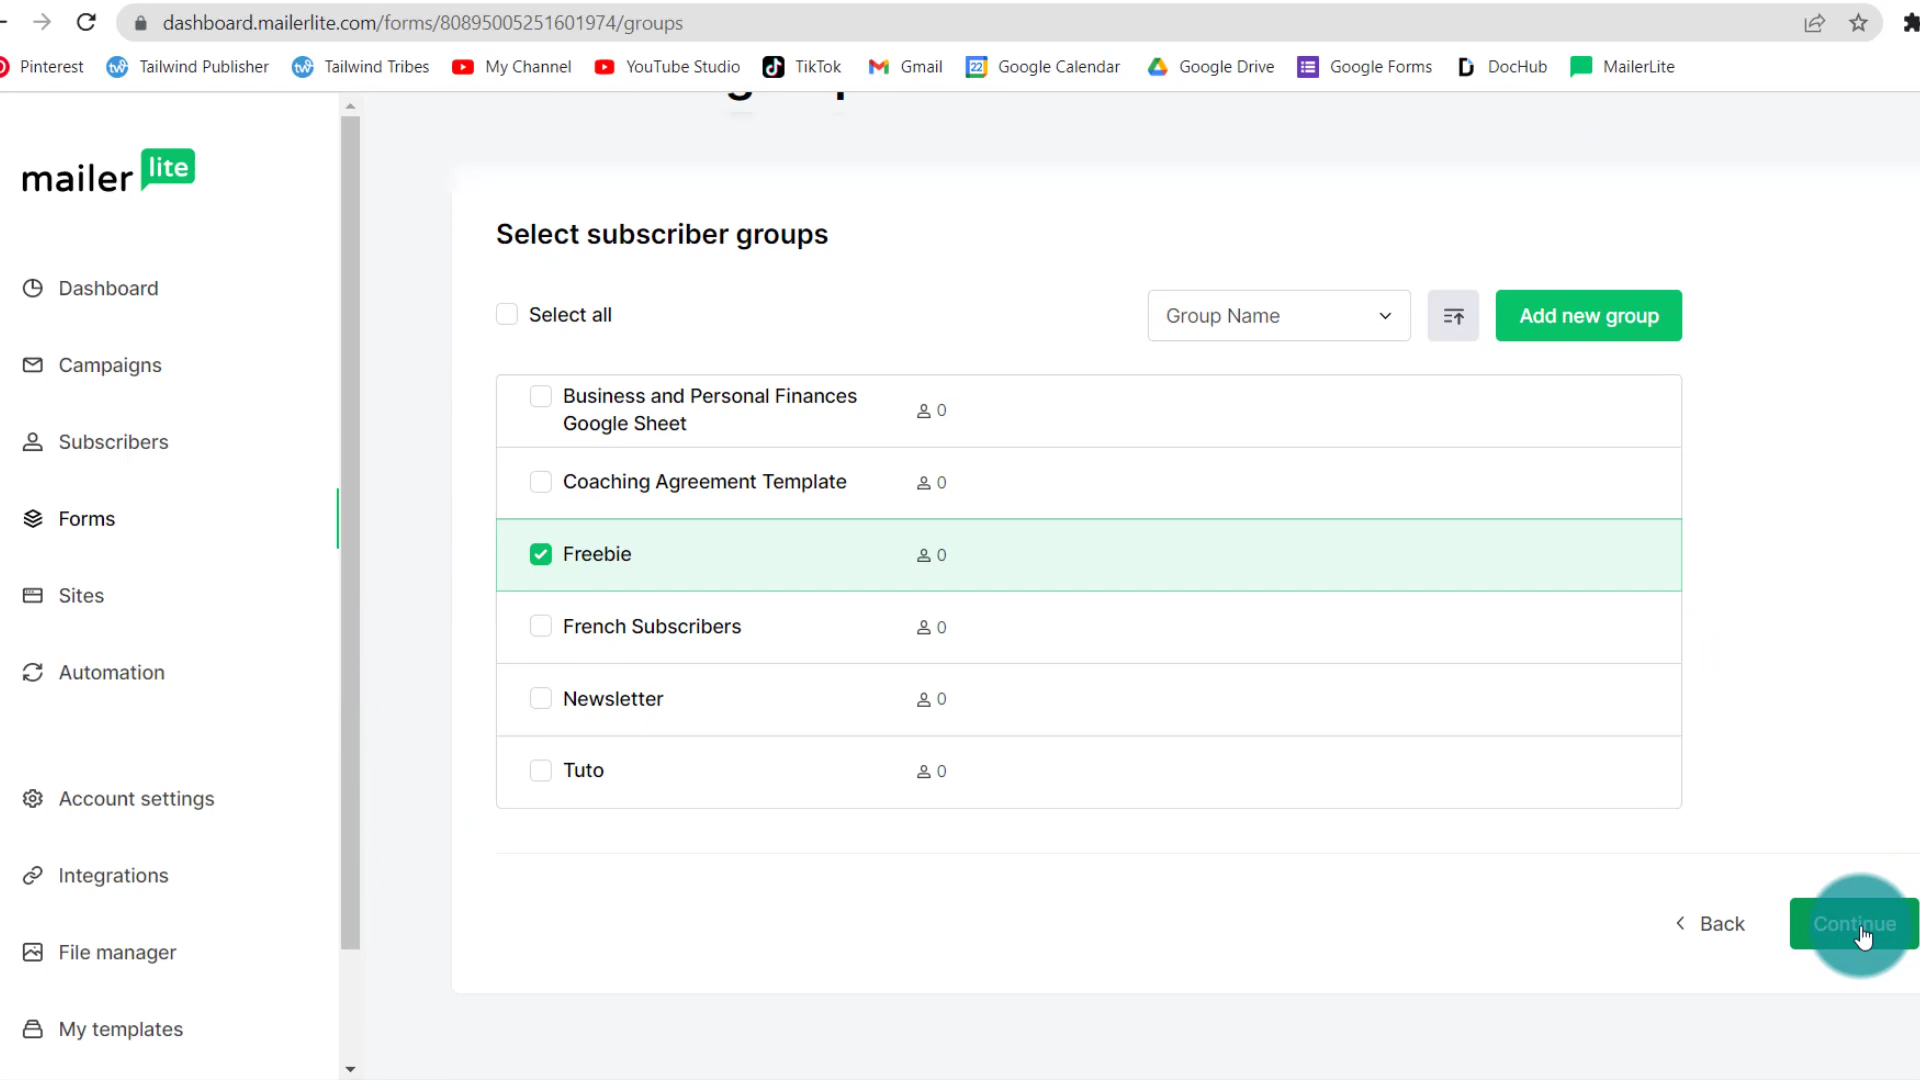 dashboard.mailerlite.com/forms/80895005251601974/groups
Pinterest Tailwind Publisher Tailwind Tribes My Channel YouTube Studio TikTok Gmail 22 Google Calendar Google Drive Google Forms DocHub MailerLite
mailer lite
Dashboard
Campaigns
Subscribers
Forms
Sites
Automation
Account settings
Integrations
File manager
My templates
Select subscriber groups
Select all
Group Name
Add new group
Business and Personal Finances
Google Sheet
0
Coaching Agreement Template 0
Freebie 0
French Subscribers 0
Newsletter 0
Tuto 0
Back
Continue